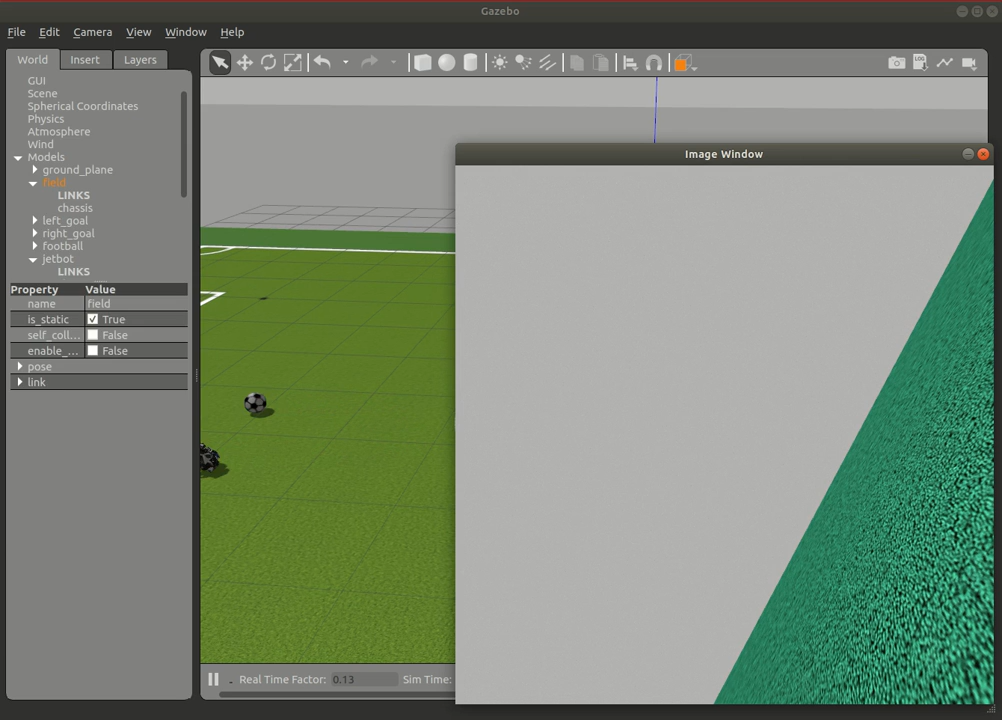 Gazebo
File Edit Camera View Window Help
World Insert Layers
GUI
Scene
Spherical Coordinates
Physics
Atmosphere
Wind
Models
ground_plane
field
LINKS
chassis
left_goal
right_goal
football
jetbot
LINKS
Property Value
name field
is_static True
self_coll... False
enable_... False
pose
link
LOG
Image Window
Real Time Factor: 0.13 Sim Time: